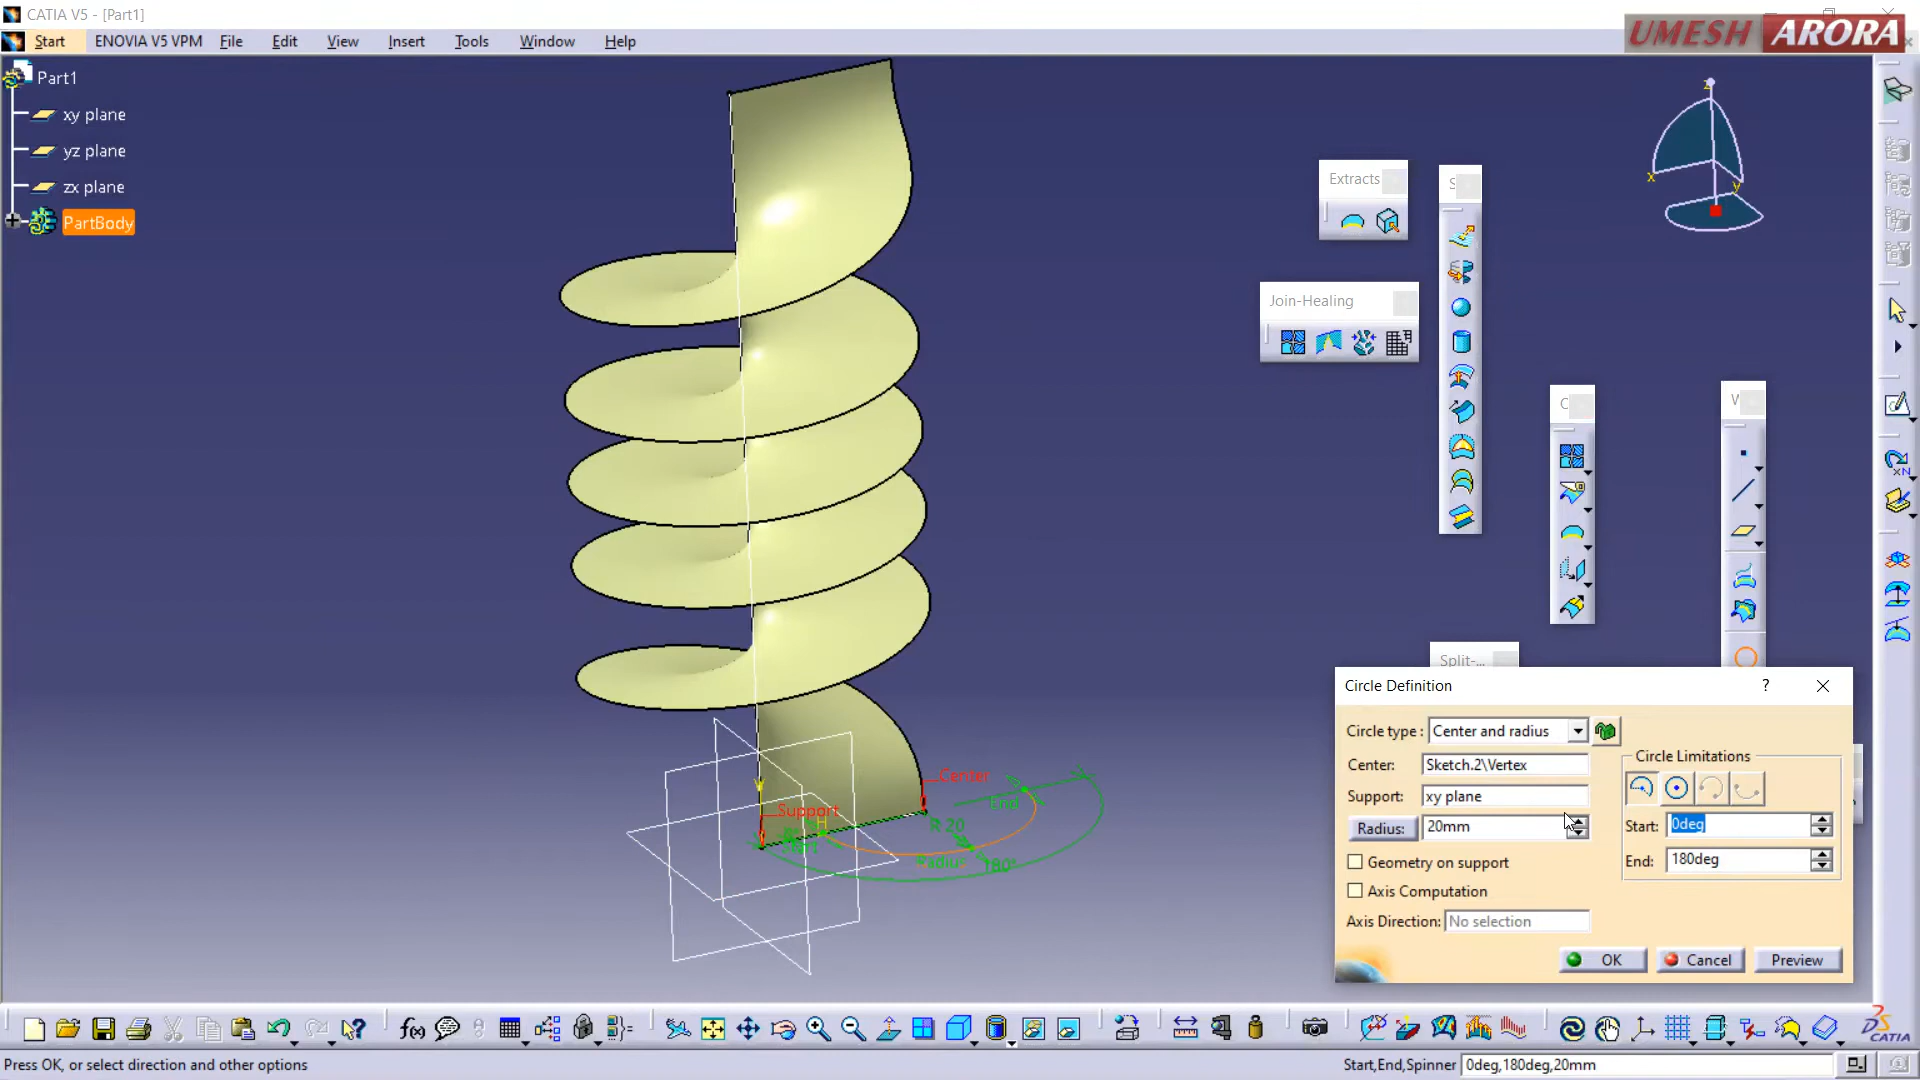 CATIA V5 - [Part1]
UMESH ARORA
Start ENOVIA V5 VPM File Edit View Insert Tools Window Help
Part1
xy plane
yz plane
zx plane
PartBody
z
x
y
Extracts
S
Join-Healing
C
W
Split-...
Center
Support
H
End
Start
R 20
Radius
180°
Circle Definition
?
Circle type : Center and radius
Center: Sketch.2\Vertex
Support: xy plane
Radius: 20mm
Geometry on support
Axis Computation
Axis Direction: No selection
Circle Limitations
Start: 0deg
End: 180deg
OK Cancel Preview
f(x)
CATIA
Press OK, or select direction and other options
Start,End,Spinner 0deg,180deg,20mm